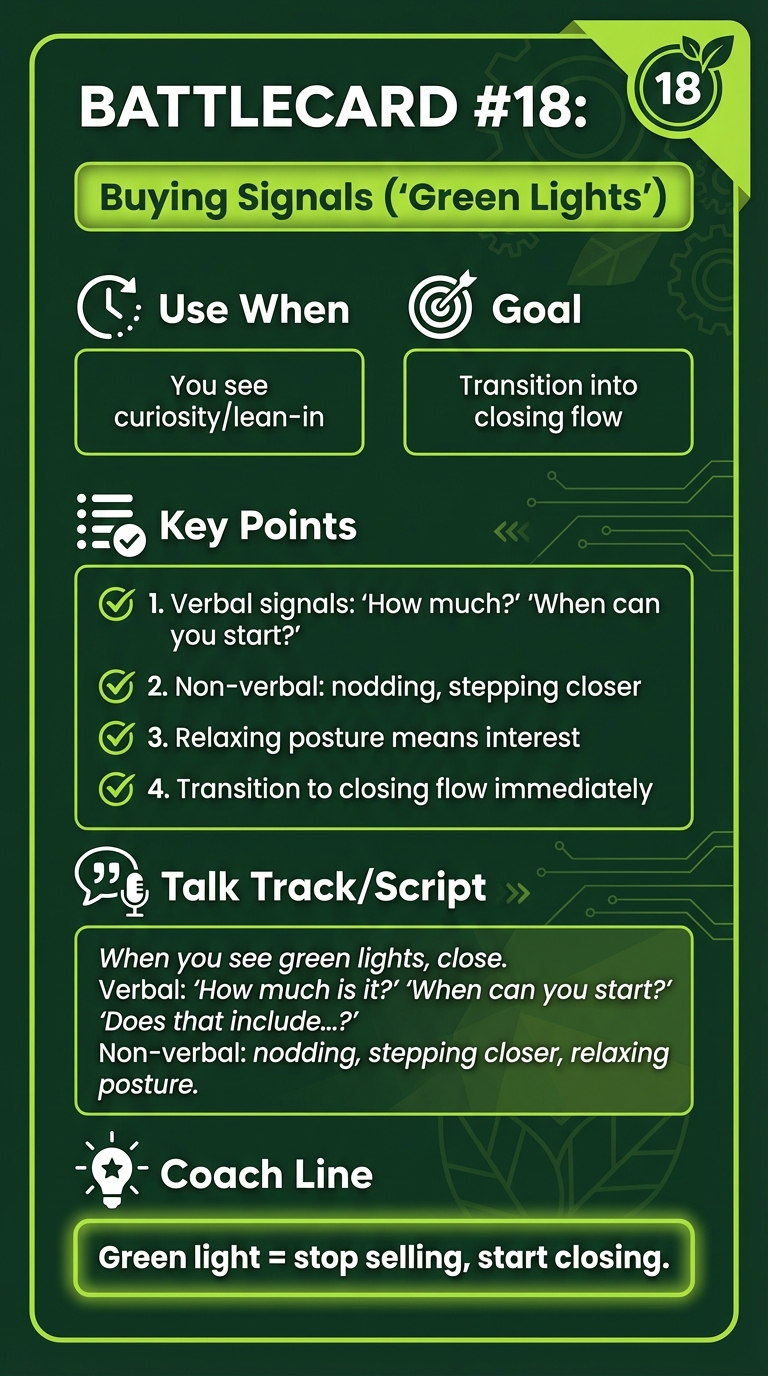 BATTLECARD #18:
18
Buying Signals (‘Green Lights’)
Use When
Goal
You see
curiosity/lean-in
Transition into
closing flow
Key Points
1. Verbal signals: ‘How much?’ ‘When can
you start?’
2. Non-verbal: nodding, stepping closer
3. Relaxing posture means interest
4. Transition to closing flow immediately
Talk Track/Script
When you see green lights, close.
Verbal: ‘How much is it?’ ‘When can you start?’
‘Does that include...?’
Non-verbal: nodding, stepping closer, relaxing
posture.
Coach Line
Green light = stop selling, start closing.